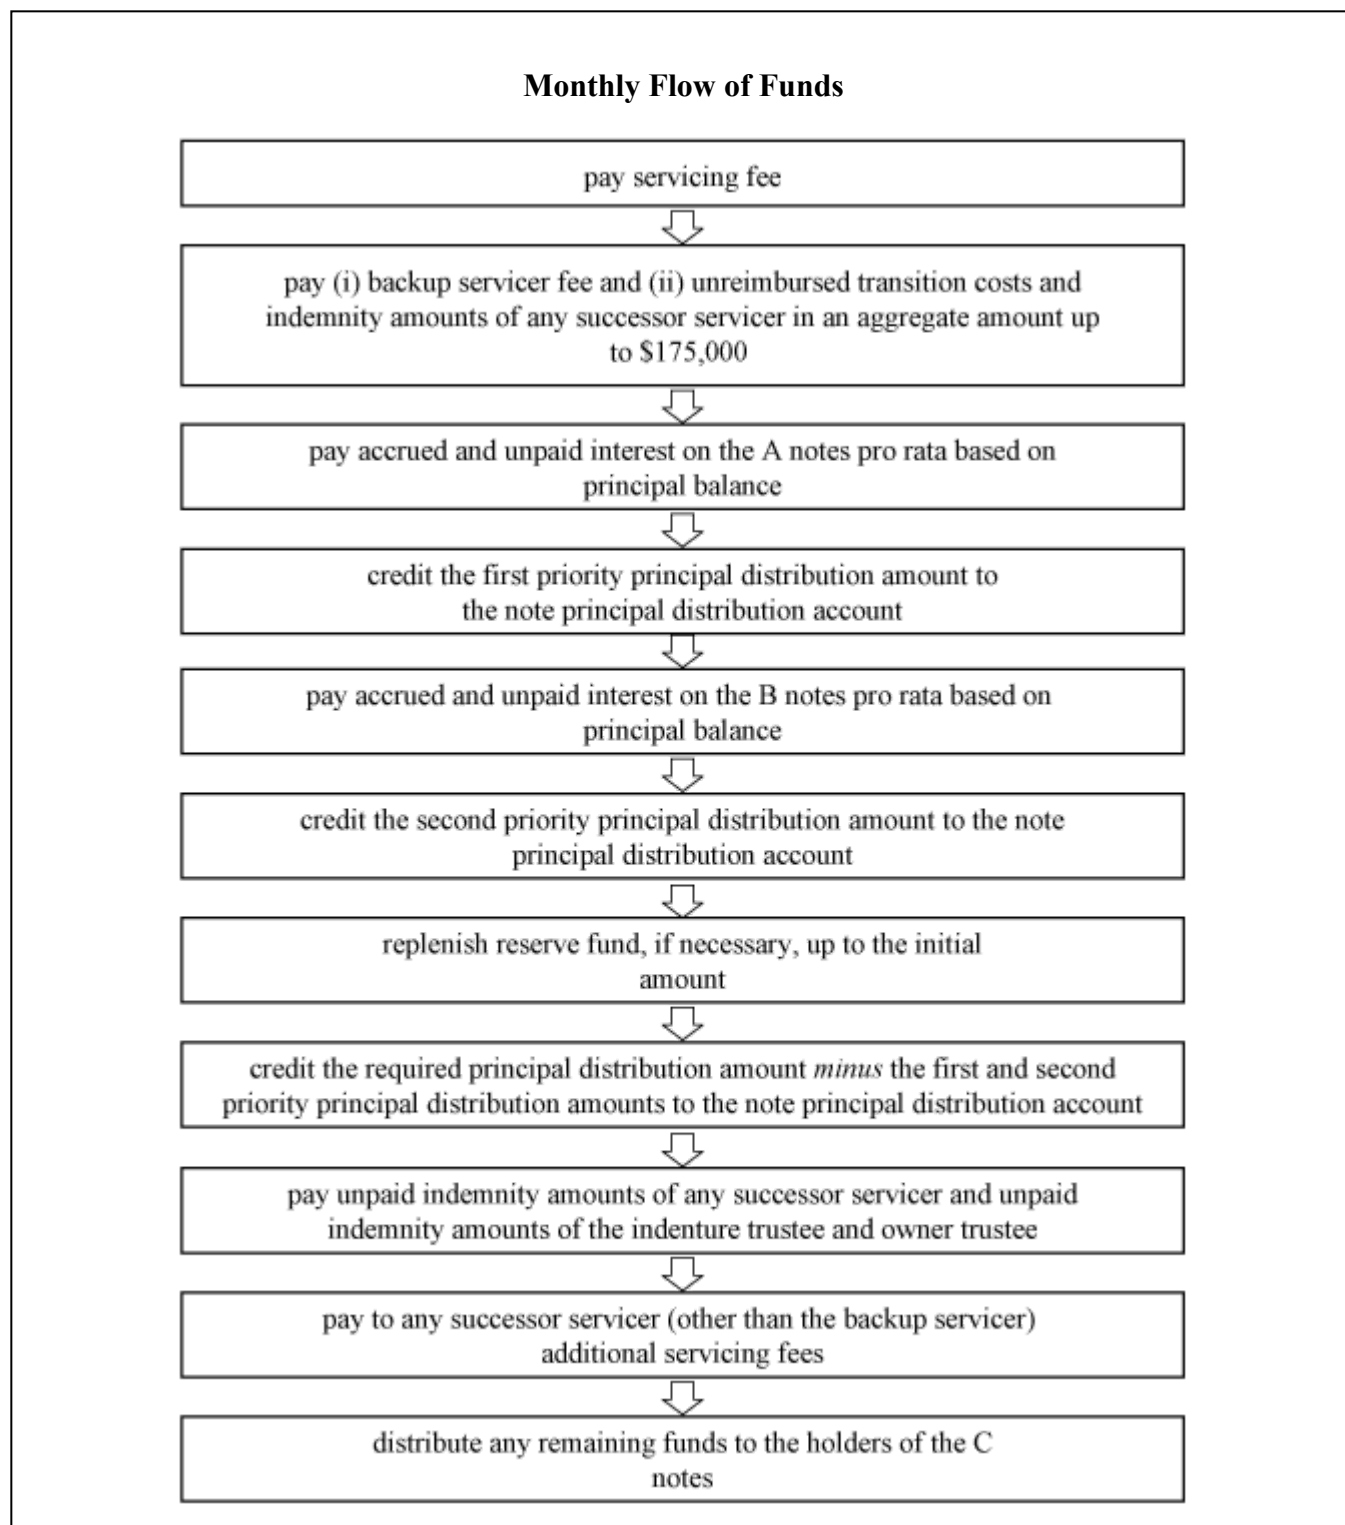 Monthly Flow of Funds
pay servicing fee
pay (i) backup servicer fee and (ii) unreimbursed transition costs and
indemnity amounts of any successor servicer in an aggregate amount up
to $175,000
pay accrued and unpaid interest on the A notes pro rata based on
principal balance
credit the first priority principal distribution amount to
the note principal distribution account
pay accrued and unpaid interest on the B notes pro rata based on
principal balance
credit the second priority principal distribution amount to the note
principal distribution account
replenish reserve fund, if necessary, up to the initial
amount
credit the required principal distribution amount minus the first and second
priority principal distribution amounts to the note principal distribution account
pay unpaid indemnity amounts of any successor servicer and unpaid
indemnity amounts of the indenture trustee and owner trustee
pay to any successor servicer (other than the backup servicer)
additional servicing fees
distribute any remaining funds to the holders of the C
notes